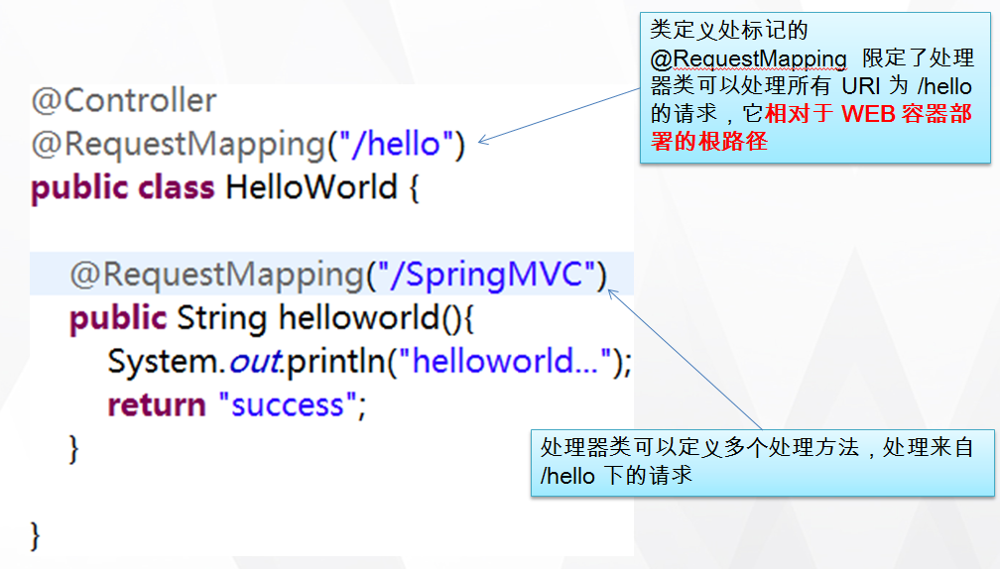 类定义处标记的
@RequestMapping 限定了处理
器类可以处理所有 URI 为 /hello
的请求，它相对于 WEB 容器部
署的根路径
@Controller
@RequestMapping("/hello")
public class HelloWorld {
@RequestMapping("/SpringMVC")
public String helloworld(){
System.out.println("helloworld...");
return "success";
}
}
处理器类可以定义多个处理方法，处理来自
/hello 下的请求